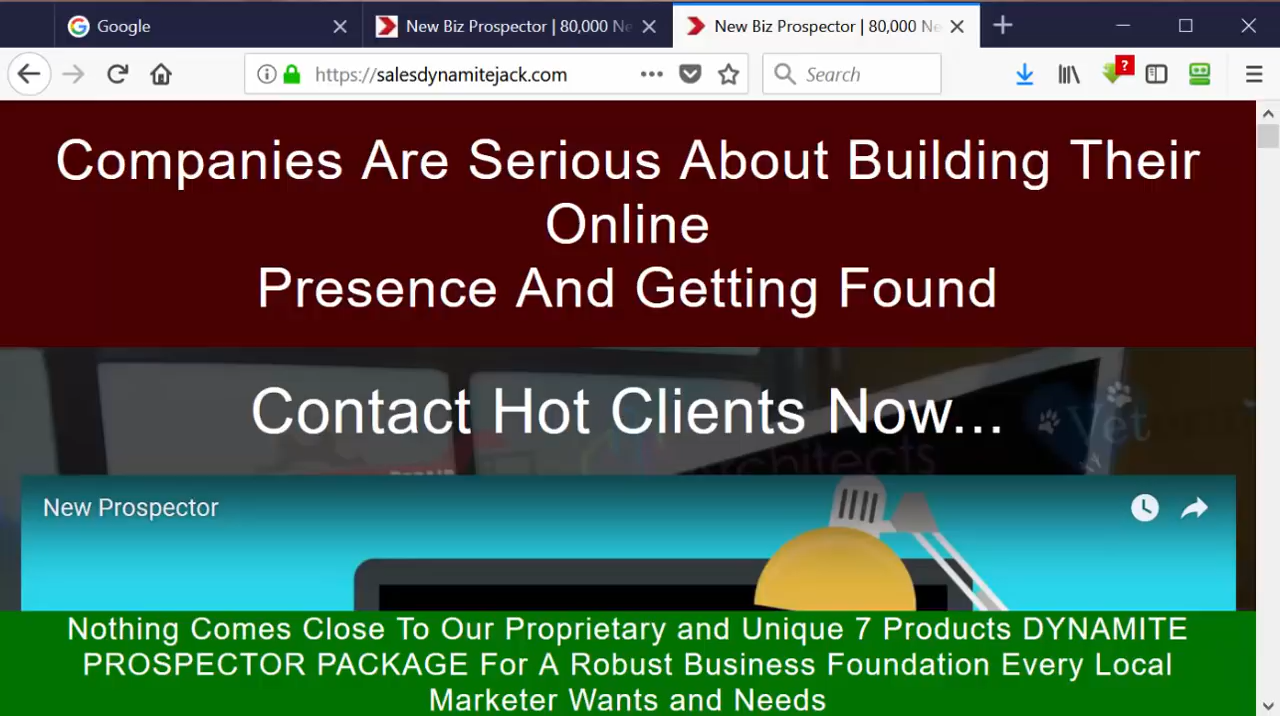 Google
New Biz Prospector | 80,000 Ne
New Biz Prospector | 80,000 Ne
https://salesdynamitejack.com
Search
?
Companies Are Serious About Building Their
Online
Presence And Getting Found
Contact Hot Clients Now...
Architects
New Prospector
Nothing Comes Close To Our Proprietary and Unique 7 Products DYNAMITE
PROSPECTOR PACKAGE For A Robust Business Foundation Every Local
Marketer Wants and Needs